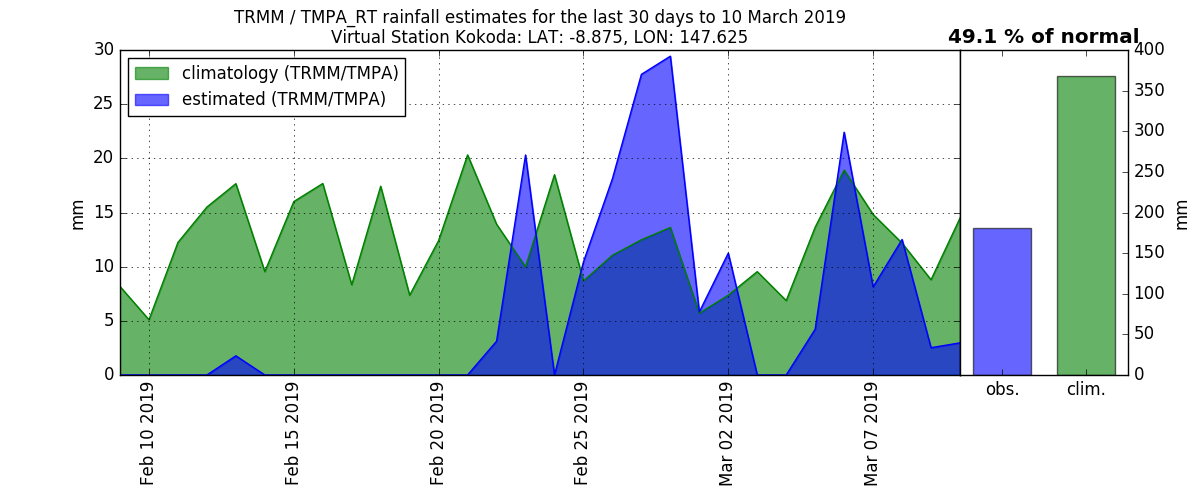 TRMM / TMPA_RT rainfall estimates for the last 30 days to 10 March 2019
Virtual Station Kokoda: LAT: -8.875, LON: 147.625
49.1 % of normal
climatology (TRMM/TMPA)
estimated (TRMM/TMPA)
30
25
20
15
10
5
0
mm
Feb 10 2019
Feb 15 2019
Feb 20 2019
Feb 25 2019
Mar 02 2019
Mar 07 2019
400
350
300
250
200
150
100
50
0
mm
obs.
clim.